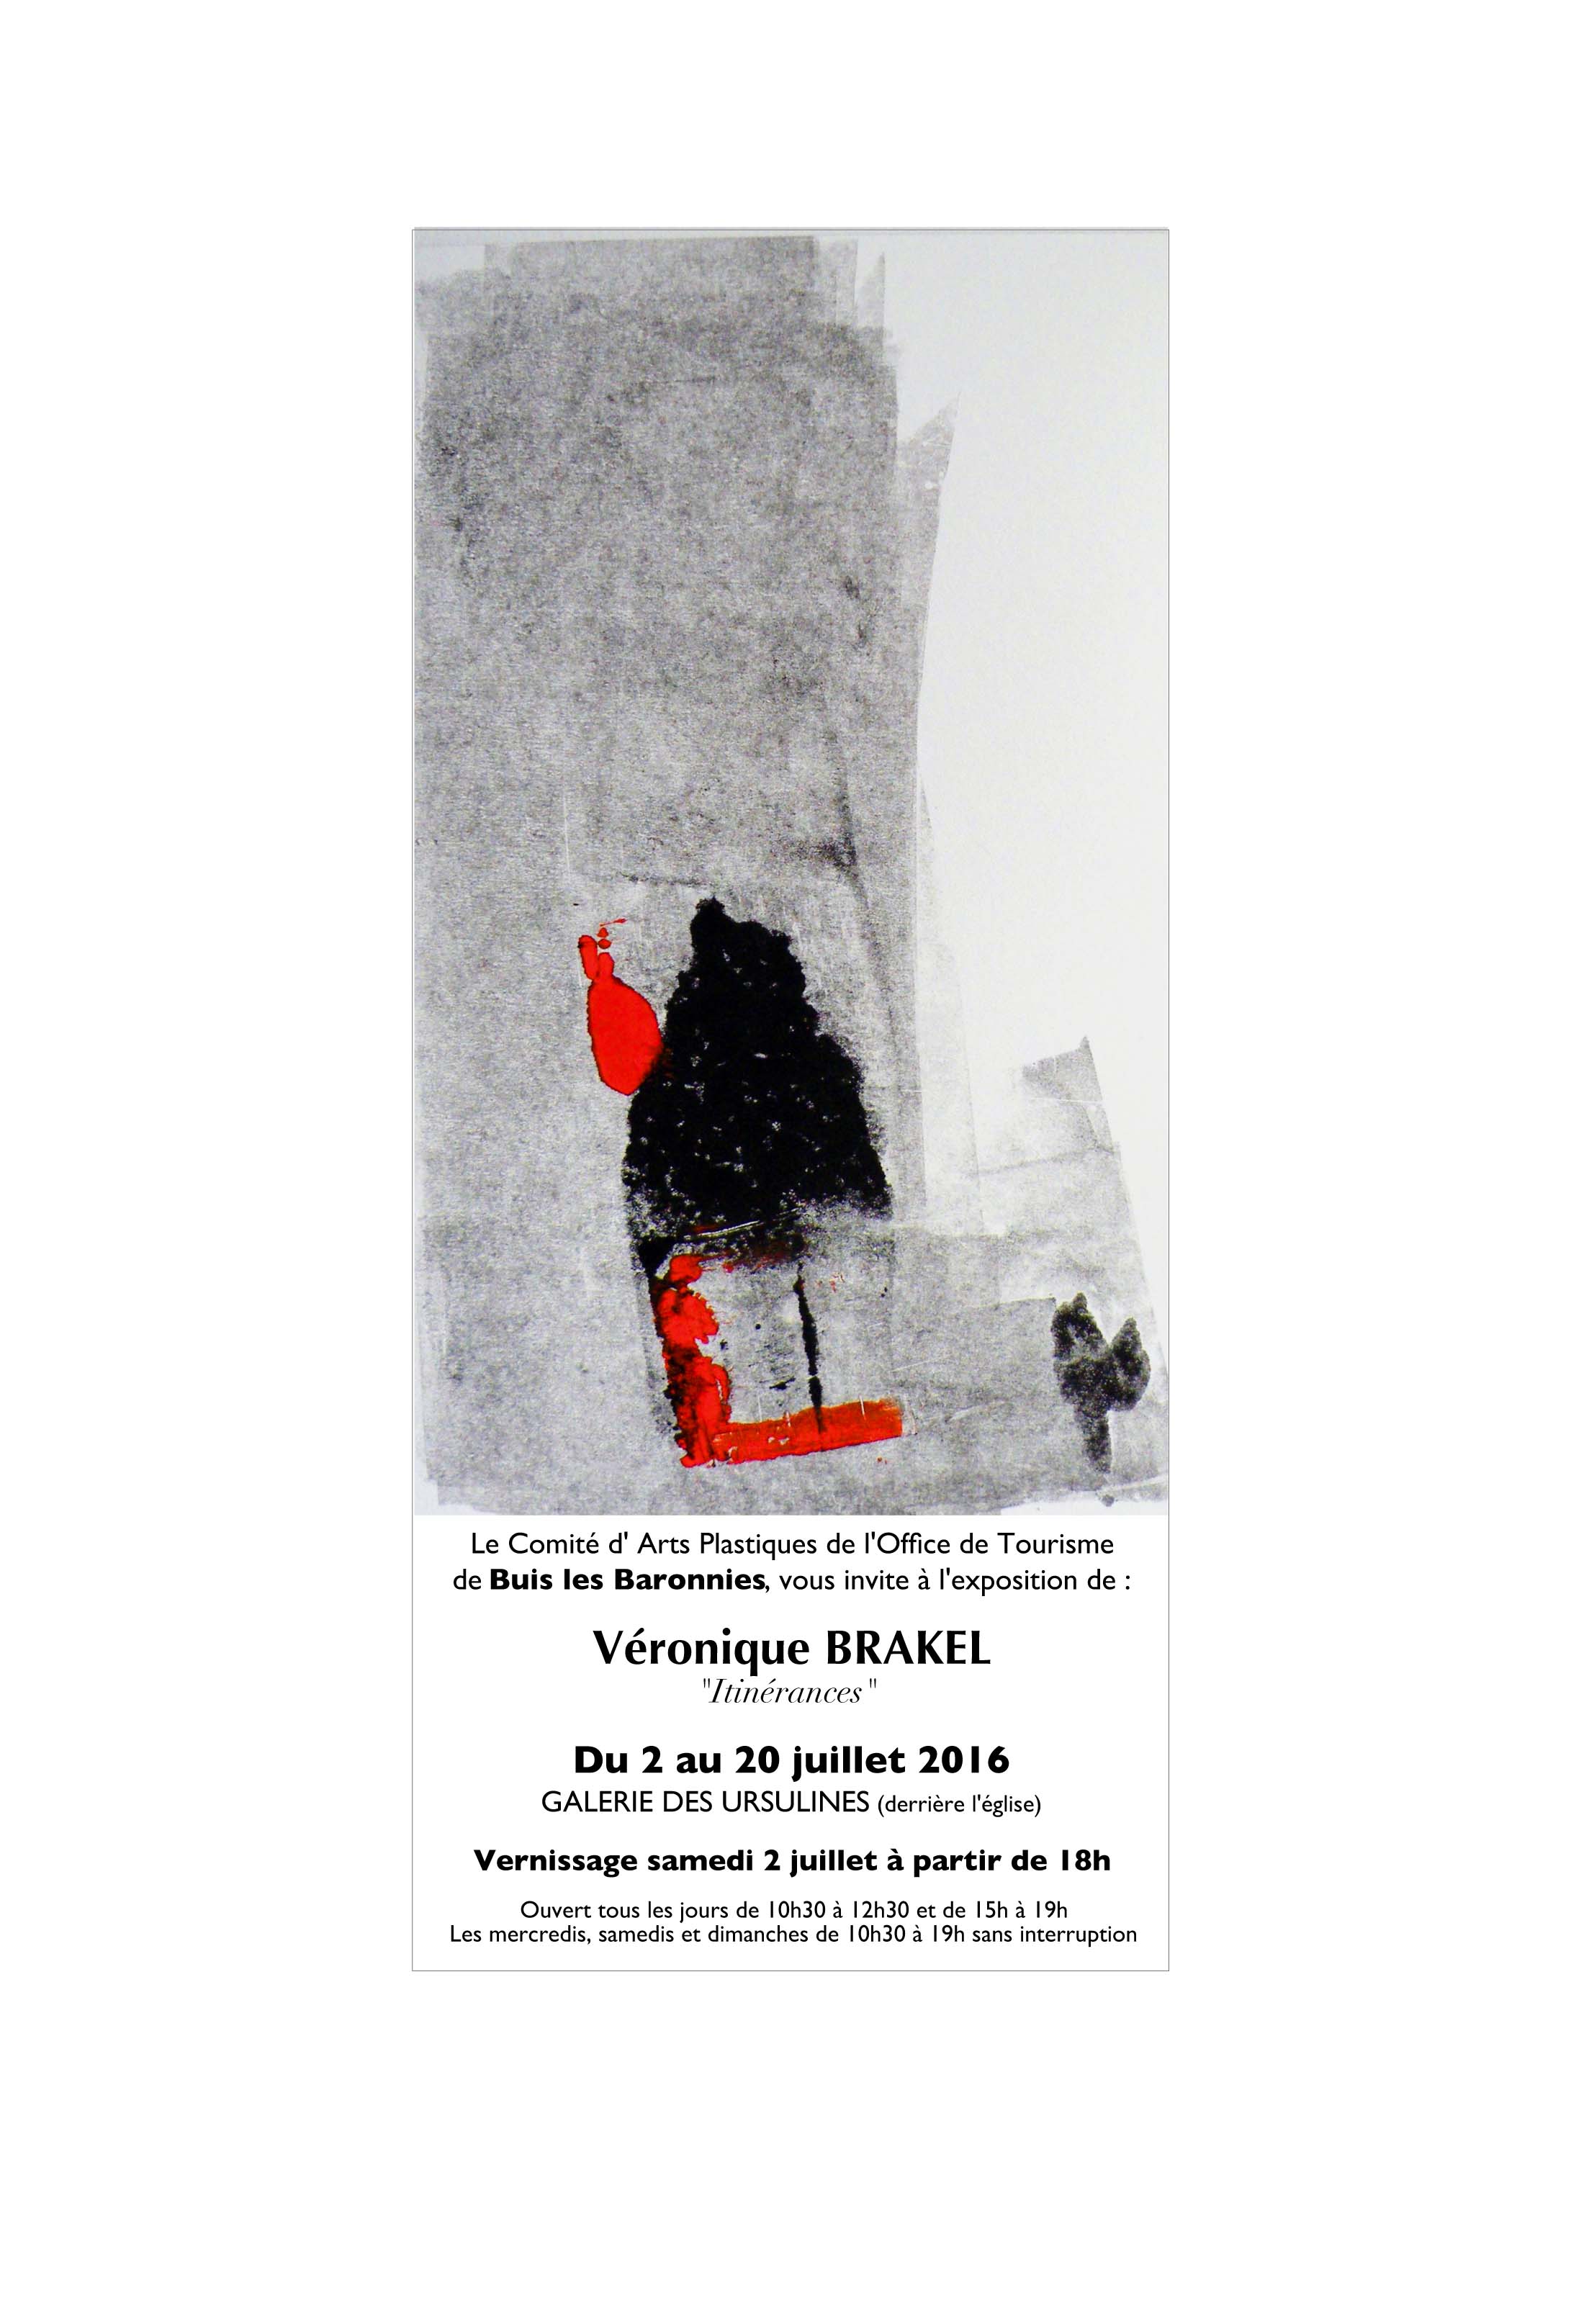 Le Comité d' Arts Plastiques de l'Office de Tourisme
de Buis les Baronnies, vous invite à l'exposition de :
Véronique BRAKEL
"Itinérances"
Du 2 au 20 juillet 2016
GALERIE DES URSULINES (derrière l'église)
Vernissage samedi 2 juillet à partir de 18h
Ouvert tous les jours de 10h30 à 12h30 et de 15h à 19h
Les mercredis, samedis et dimanches de 10h30 à 19h sans interruption